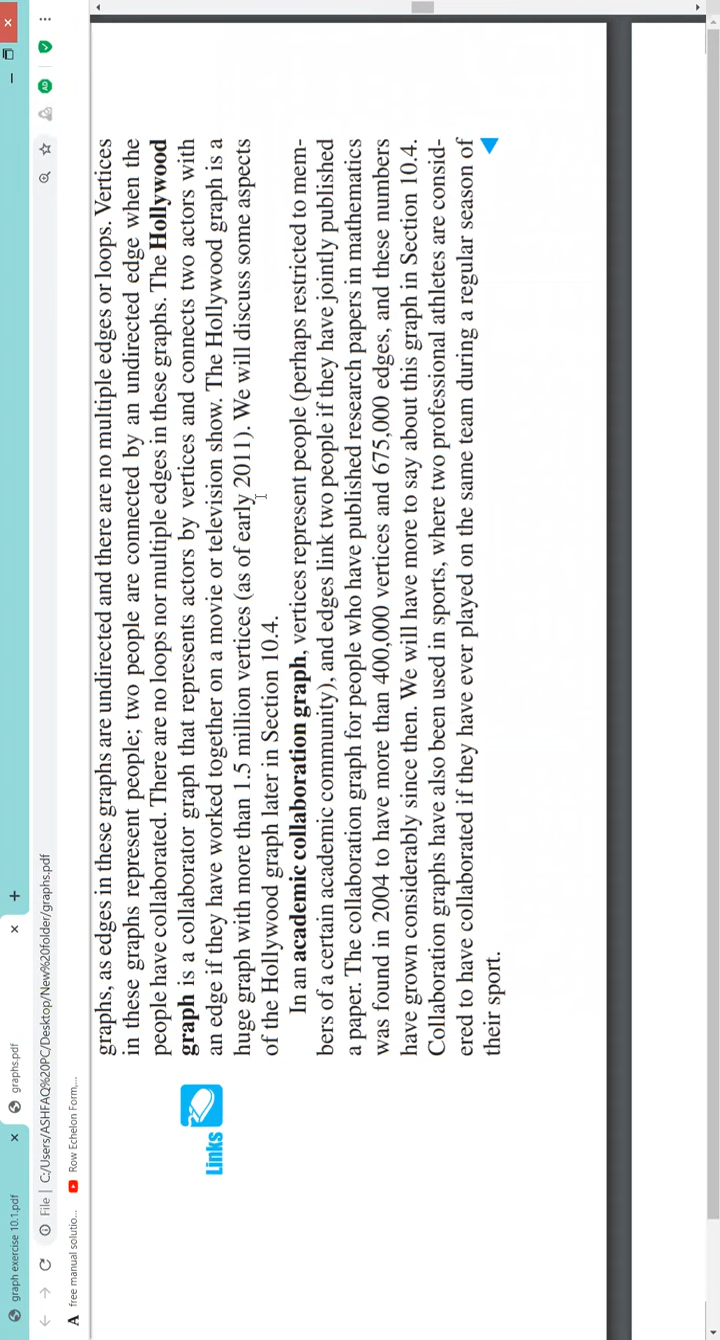 graph exercise 10.1.pdf
graphs.pdf
File | C:/Users/ASHFAQ%20PC/Desktop/New%20folder/graphs.pdf
free manual solutio...
Row Echelon Form,...
graphs, as edges in these graphs are undirected and there are no multiple edges or loops. Vertices
in these graphs represent people; two people are connected by an undirected edge when the
people have collaborated. There are no loops nor multiple edges in these graphs. The Hollywood
graph is a collaborator graph that represents actors by vertices and connects two actors with
an edge if they have worked together on a movie or television show. The Hollywood graph is a
huge graph with more than 1.5 million vertices (as of early 2011). We will discuss some aspects
of the Hollywood graph later in Section 10.4.
Links
In an academic collaboration graph, vertices represent people (perhaps restricted to mem-
bers of a certain academic community), and edges link two people if they have jointly published
a paper. The collaboration graph for people who have published research papers in mathematics
was found in 2004 to have more than 400,000 vertices and 675,000 edges, and these numbers
have grown considerably since then. We will have more to say about this graph in Section 10.4.
Collaboration graphs have also been used in sports, where two professional athletes are consid-
ered to have collaborated if they have ever played on the same team during a regular season of
their sport.